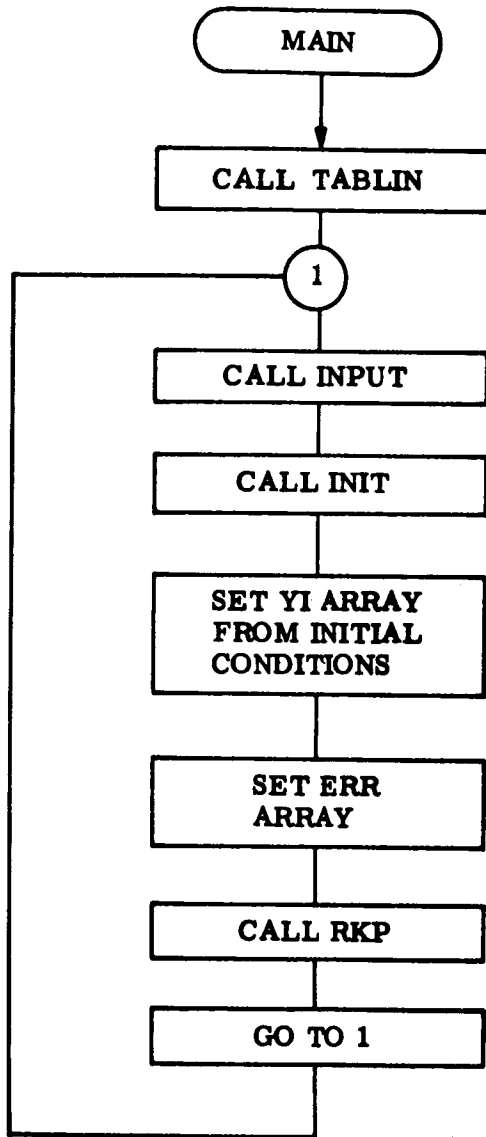 MAIN
CALL TABLIN
1
CALL INPUT
CALL INIT
SET YI ARRAY
FROM INITIAL
CONDITIONS
SET ERR
ARRAY
CALL RKP
GO TO 1